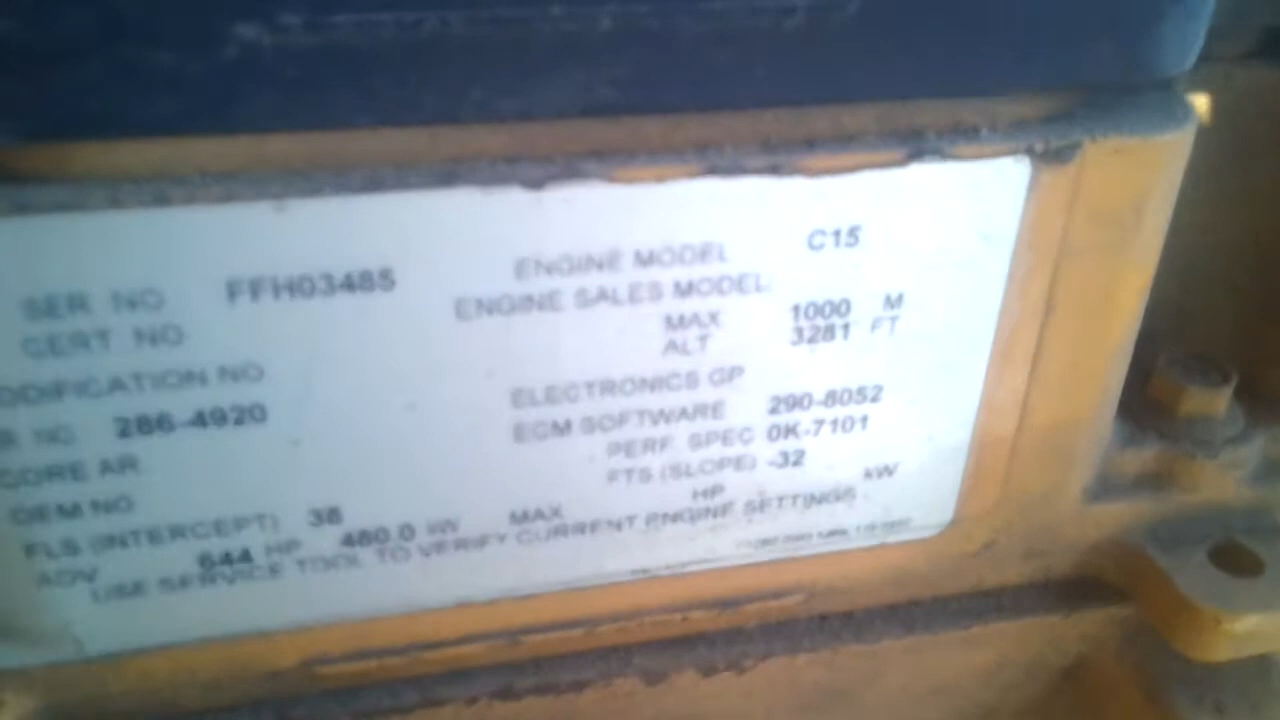 SER NO FFH03485 ENGINE MODEL C15
CERT NO ENGINE SALES MODEL
MAX ALT 1000 M 3281 FT
ODIFICATION NO
R NO 286-4920 ELECTRONICS GP
CORE AR ECM SOFTWARE 290-8052
OEM NO PERF. SPEC 0K-7101
FLS (INTERCEPT) 38 FTS (SLOPE) -32
ADV 644 HP 480.0 kW MAX HP kW
USE SERVICE TOOL TO VERIFY CURRENT ENGINE SETTINGS